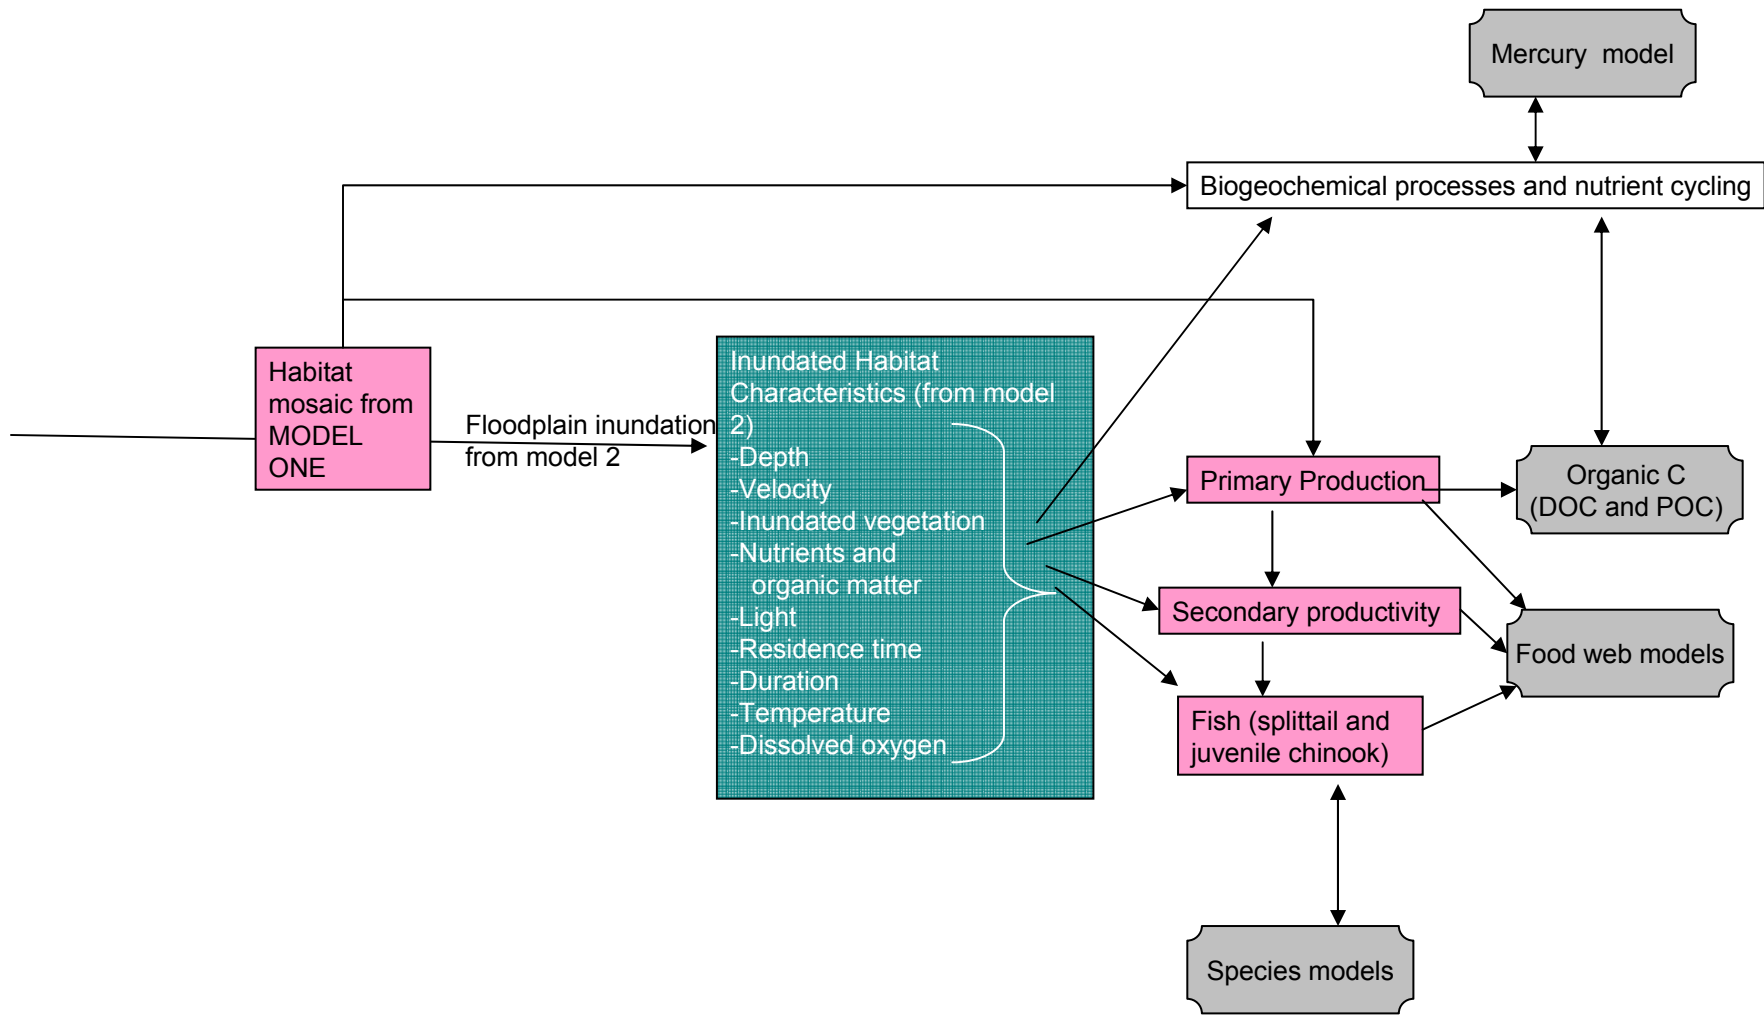 Mercury  model
Biogeochemical processes and nutrient cycling
Habitat
mosaic from
MODEL
ONE
Floodplain inundation
from model 2
Inundated Habitat
Characteristics (from model
2)
-Depth
-Velocity
-Inundated vegetation
-Nutrients and
organic matter
-Light
-Residence time
-Duration
-Temperature
-Dissolved oxygen
Primary Production
Organic C
(DOC and POC)
Secondary productivity
Food web models
Fish (splittail and
juvenile chinook)
Species models